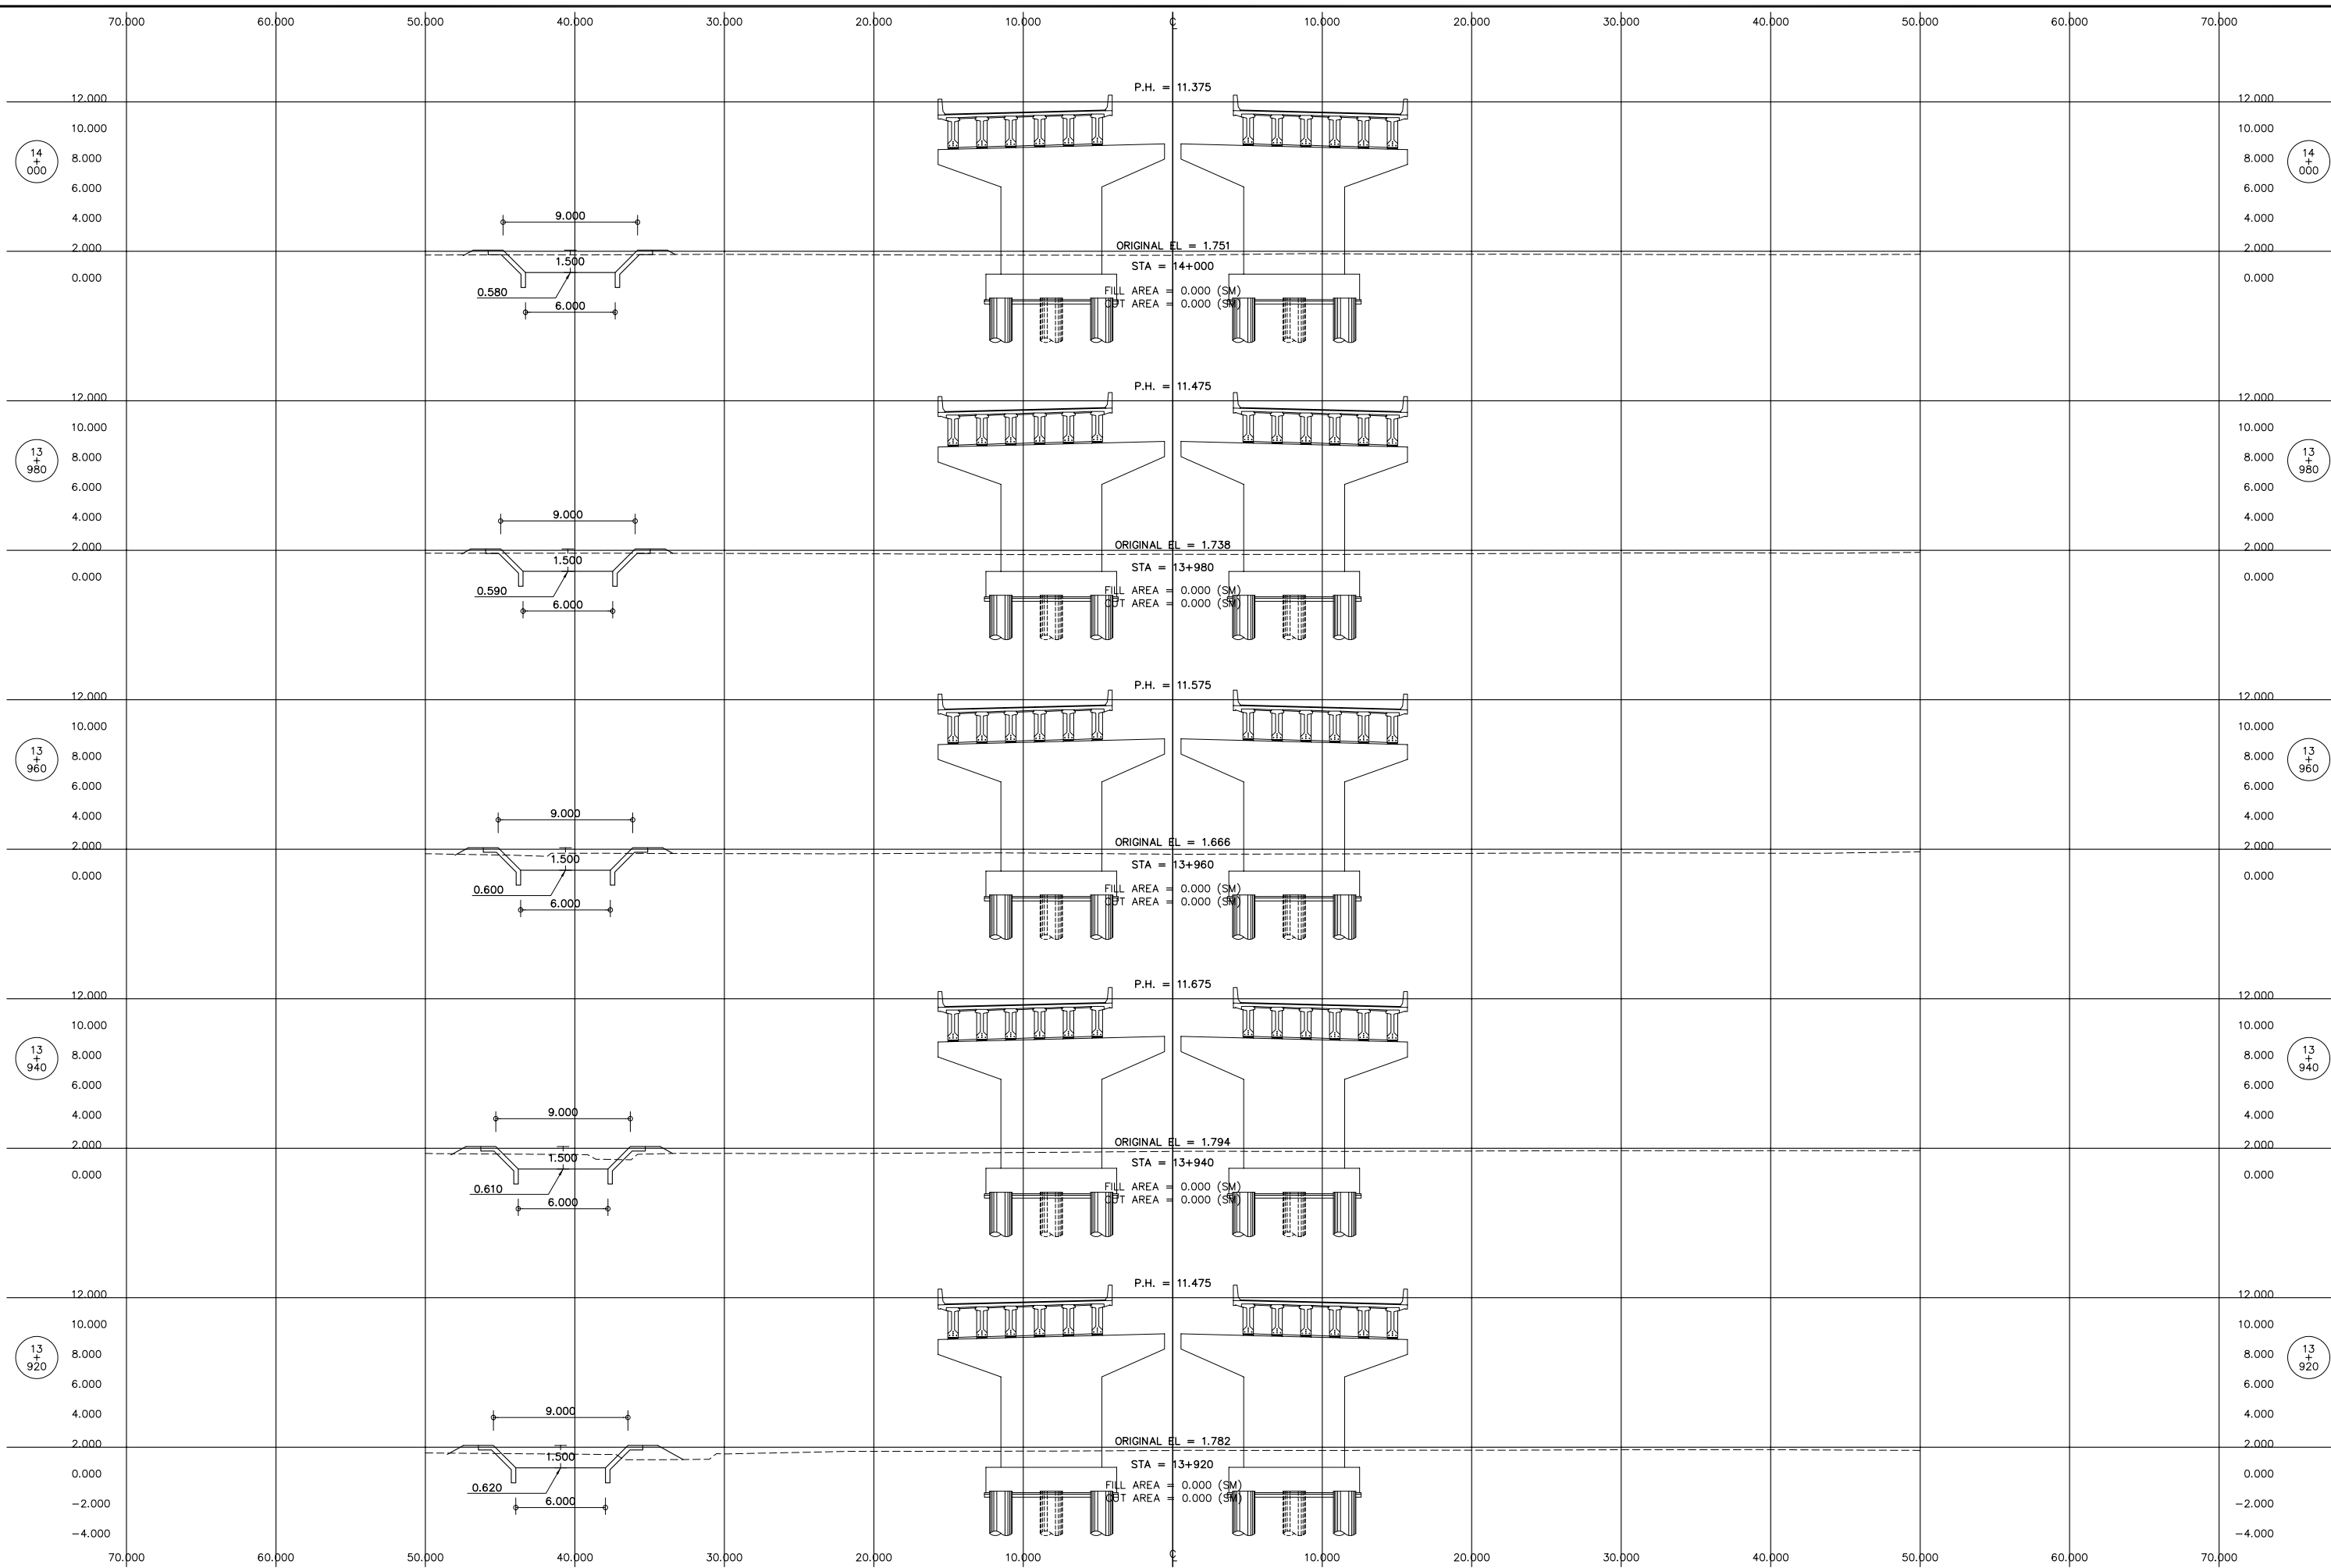 70.000 60.000 50.000 40.000 30.000 20.000 10.000 ℄ 10.000 20.000 30.000 40.000 50.000 60.000 70.000
P.H. = 11.375
12.000 12.000
10.000 10.000
14 + 000 8.000 8.000 14 + 000
6.000 6.000
4.000 9.000 4.000
2.000 ORIGINAL EL = 1.751 2.000
1.500 STA = 14+000
0.000 0.000
0.580 FILL AREA = 0.000 (SM)
6.000 CUT AREA = 0.000 (SM)
P.H. = 11.475
12.000 12.000
10.000 10.000
13 + 980 8.000 8.000 13 + 980
6.000 6.000
4.000 9.000 4.000
2.000 ORIGINAL EL = 1.738 2.000
1.500 STA = 13+980
0.000 0.000
0.590 FILL AREA = 0.000 (SM)
6.000 CUT AREA = 0.000 (SM)
P.H. = 11.575
12.000 12.000
10.000 10.000
13 + 960 8.000 8.000 13 + 960
6.000 6.000
4.000 9.000 4.000
2.000 ORIGINAL EL = 1.666 2.000
1.500 STA = 13+960
0.000 0.000
0.600 FILL AREA = 0.000 (SM)
6.000 CUT AREA = 0.000 (SM)
P.H. = 11.675
12.000 12.000
10.000 10.000
13 + 940 8.000 8.000 13 + 940
6.000 6.000
4.000 9.000 4.000
2.000 ORIGINAL EL = 1.794 2.000
1.500 STA = 13+940
0.000 0.000
0.610 FILL AREA = 0.000 (SM)
6.000 CUT AREA = 0.000 (SM)
P.H. = 11.475
12.000 12.000
10.000 10.000
13 + 920 8.000 8.000 13 + 920
6.000 6.000
4.000 9.000 4.000
2.000 ORIGINAL EL = 1.782 2.000
1.500 STA = 13+920
0.000 0.000
0.620 FILL AREA = 0.000 (SM)
-2.000 6.000 CUT AREA = 0.000 (SM) -2.000
-4.000 -4.000
70.000 60.000 50.000 40.000 30.000 20.000 10.000 ℄ 10.000 20.000 30.000 40.000 50.000 60.000 70.000